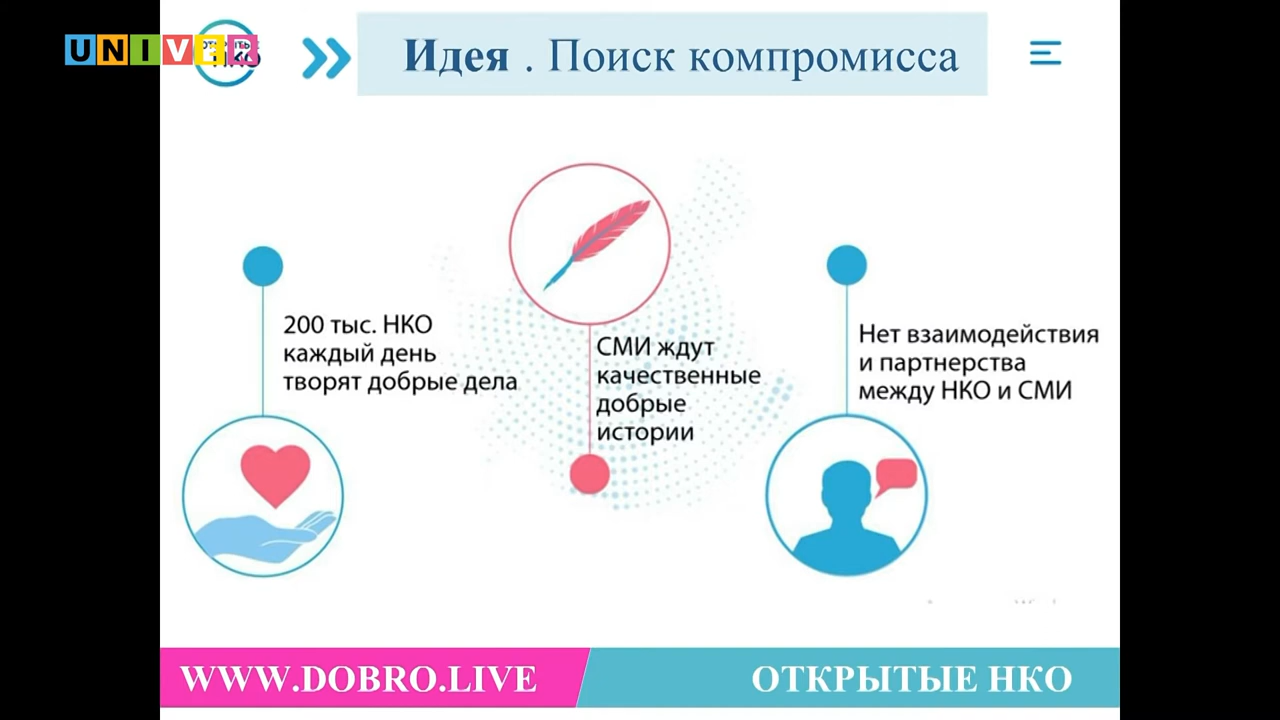 UNIVER
НКО
Идея . Поиск компромисса
200 тыс. НКО
каждый день
творят добрые дела
СМИ ждут
качественные
добрые
истории
Нет взаимодействия
и партнерства
между НКО и СМИ
WWW.DOBRO.LIVE
ОТКРЫТЫЕ НКО